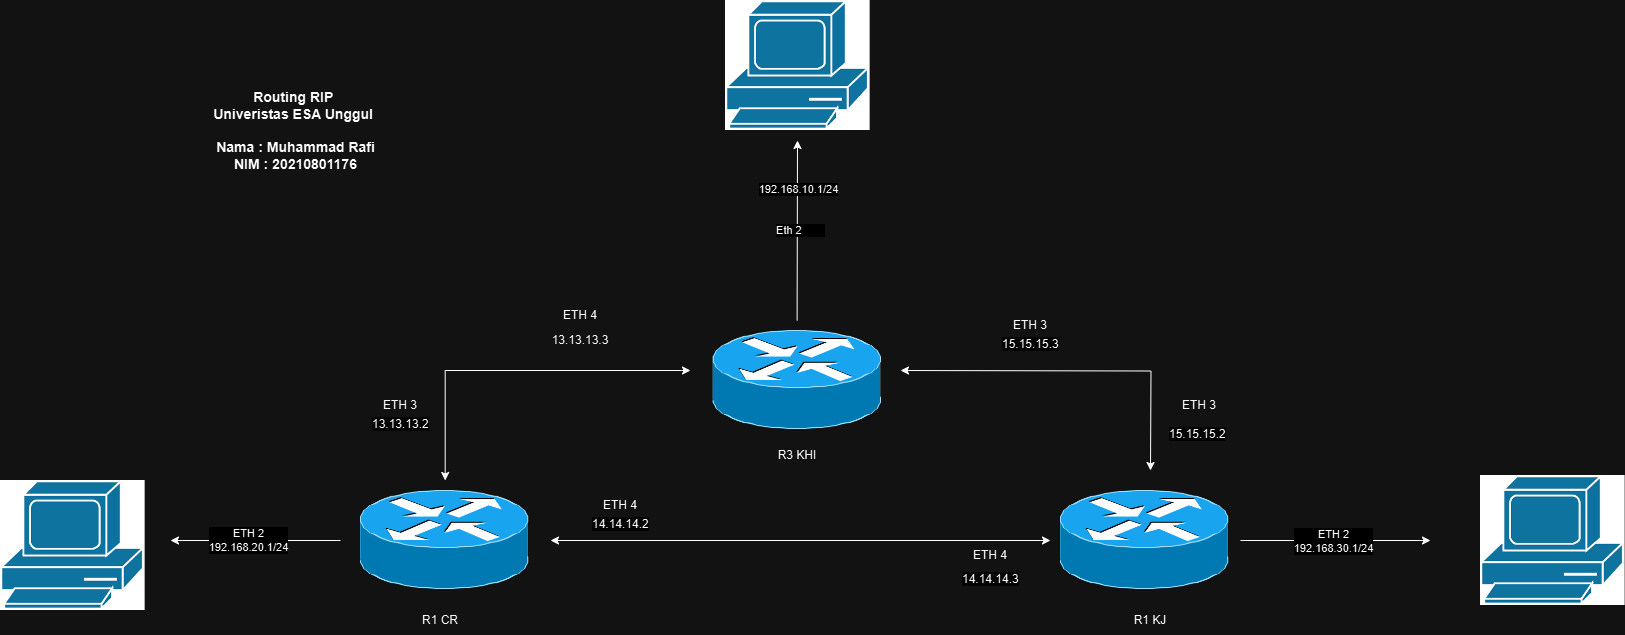 Routing RIP
Univeristas ESA Unggul
Nama : Muhammad Rafi
NIM : 20210801176
192.168.10.1/24
Eth 2
ETH 4
13.13.13.3
ETH 3
15.15.15.3
ETH 3
13.13.13.2
ETH 3
15.15.15.2
R3 KHI
ETH 4
14.14.14.2
ETH 2
192.168.20.1/24
ETH 2
192.168.30.1/24
ETH 4
14.14.14.3
R1 CR
R1 KJ